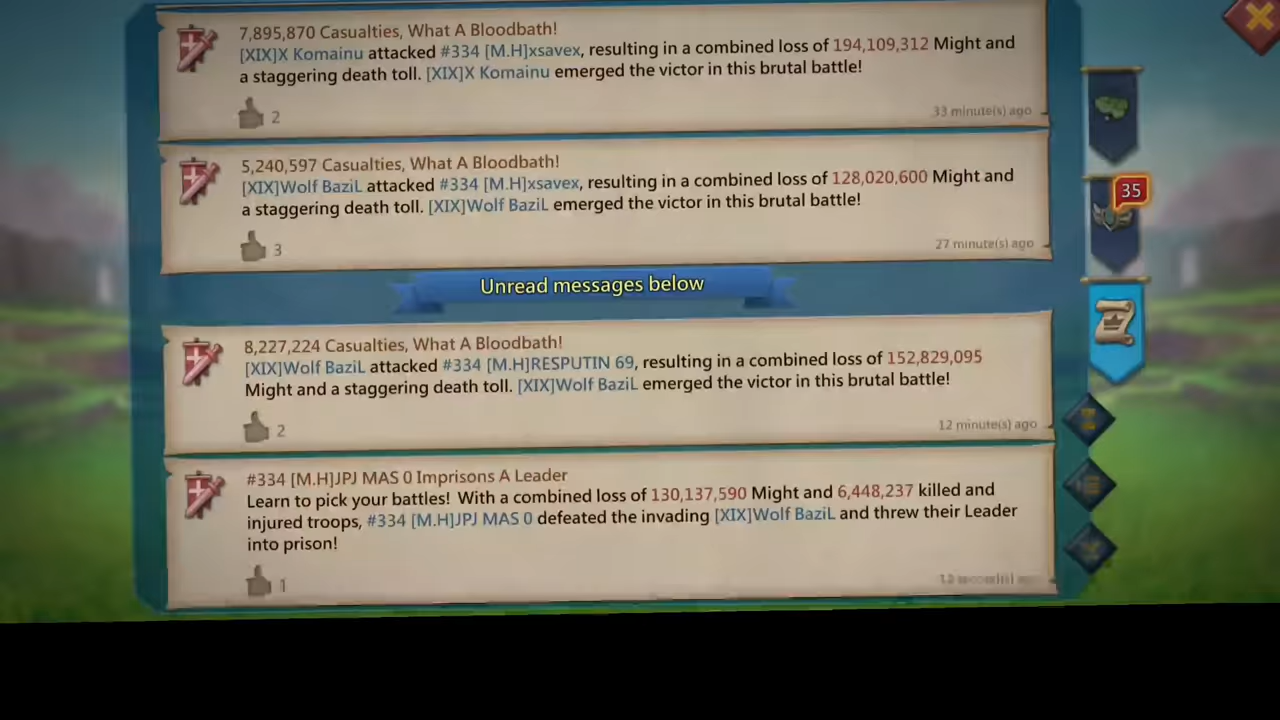 7,895,870 Casualties, What A Bloodbath!
[XIX]X Komainu attacked #334 [M.H]xsavex, resulting in a combined loss of 194,109,312 Might and
a staggering death toll. [XIX]X Komainu emerged the victor in this brutal battle!
2
33 minute(s) ago
5,240,597 Casualties, What A Bloodbath!
[XIX]Wolf BaziL attacked #334 [M.H]xsavex, resulting in a combined loss of 128,020,600 Might and
a staggering death toll. [XIX]Wolf BaziL emerged the victor in this brutal battle!
3
27 minute(s) ago
35
Unread messages below
8,227,224 Casualties, What A Bloodbath!
[XIX]Wolf BaziL attacked #334 [M.H]RESPUTIN 69, resulting in a combined loss of 152,829,095
Might and a staggering death toll. [XIX]Wolf BaziL emerged the victor in this brutal battle!
2
12 minute(s) ago
#334 [M.H]JPJ MAS 0 Imprisons A Leader
Learn to pick your battles! With a combined loss of 130,137,590 Might and 6,448,237 killed and
injured troops, #334 [M.H]JPJ MAS 0 defeated the invading [XIX]Wolf BaziL and threw their Leader
into prison!
1
second(s) ago